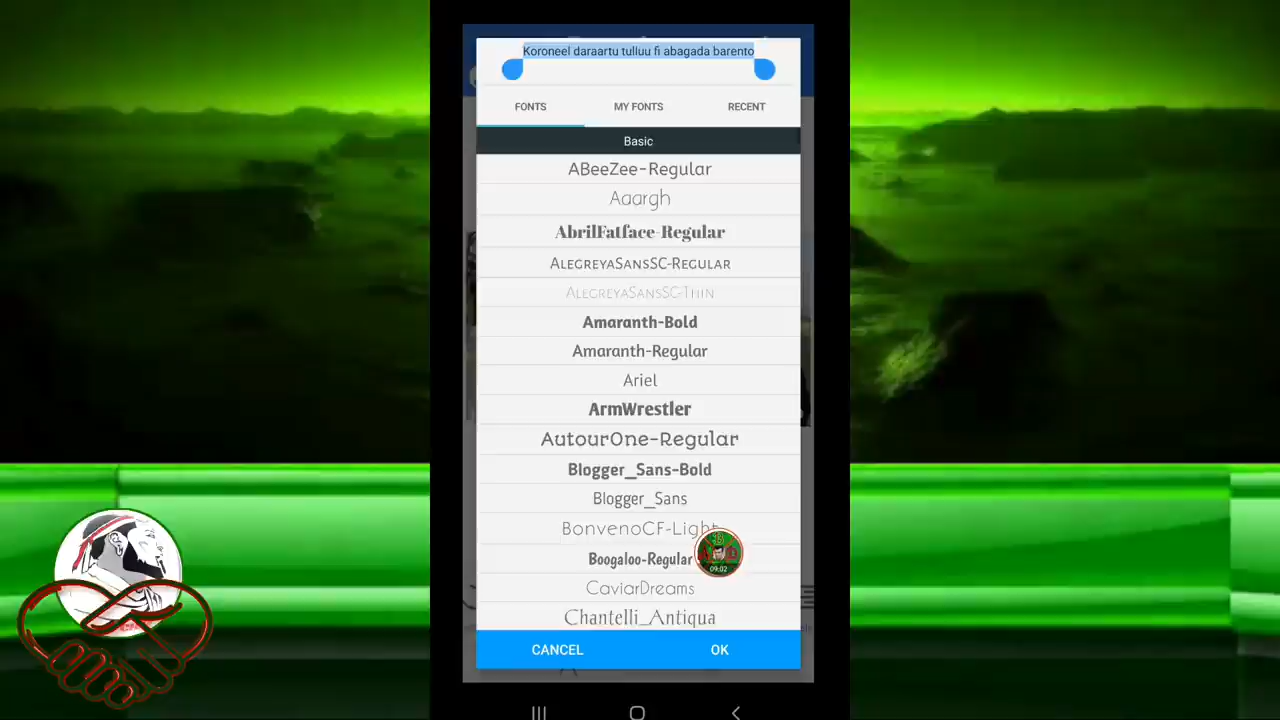 Koroneel daraartu tulluu fi abagada barento
FONTS
MY FONTS
RECENT
Basic
ABeeZee-Regular
Aaargh
AbrilFatface-Regular
AlegreyaSansSC-Regular
AlegreyaSansSC-Thin
Amaranth-Bold
Amaranth-Regular
Ariel
ArmWrestler
AutourOne-Regular
Blogger_Sans-Bold
Blogger_Sans
BonvenoCF-Light
Boogaloo-Regular
09:02
CaviarDreams
Chantelli_Antiqua
CANCEL
OK